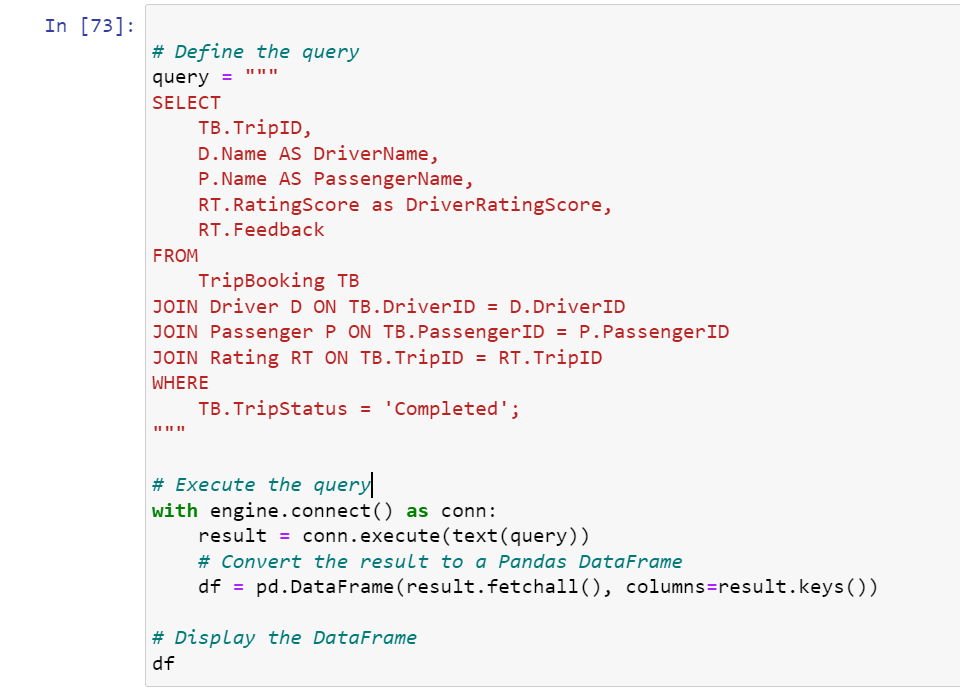 In [73]:
# Define the query
query = """
SELECT
    TB.TripID,
    D.Name AS DriverName,
    P.Name AS PassengerName,
    RT.RatingScore as DriverRatingScore,
    RT.Feedback
FROM
    TripBooking TB
JOIN Driver D ON TB.DriverID = D.DriverID
JOIN Passenger P ON TB.PassengerID = P.PassengerID
JOIN Rating RT ON TB.TripID = RT.TripID
WHERE
    TB.TripStatus = 'Completed';
"""
# Execute the query
with engine.connect() as conn:
    result = conn.execute(text(query))
    # Convert the result to a Pandas DataFrame
    df = pd.DataFrame(result.fetchall(), columns=result.keys())
# Display the DataFrame
df